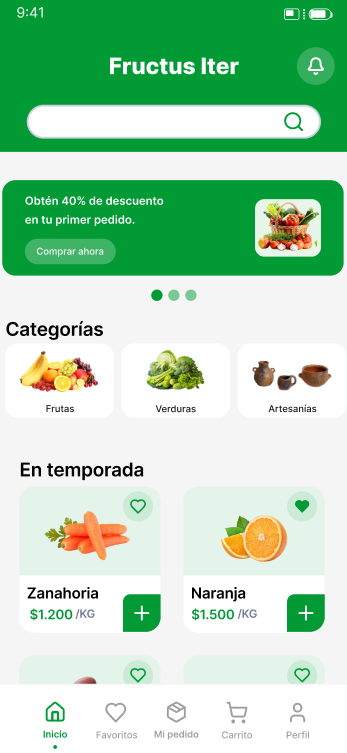 9:41
Fructus Iter
Obtén 40% de descuento
en tu primer pedido.
Comprar ahora
Categorías
Frutas
Verduras
Artesanías
En temporada
Zanahoria
$1.200 /KG
Naranja
$1.500 /KG
Inicio
Favoritos
Mi pedido
Carrito
Perfil